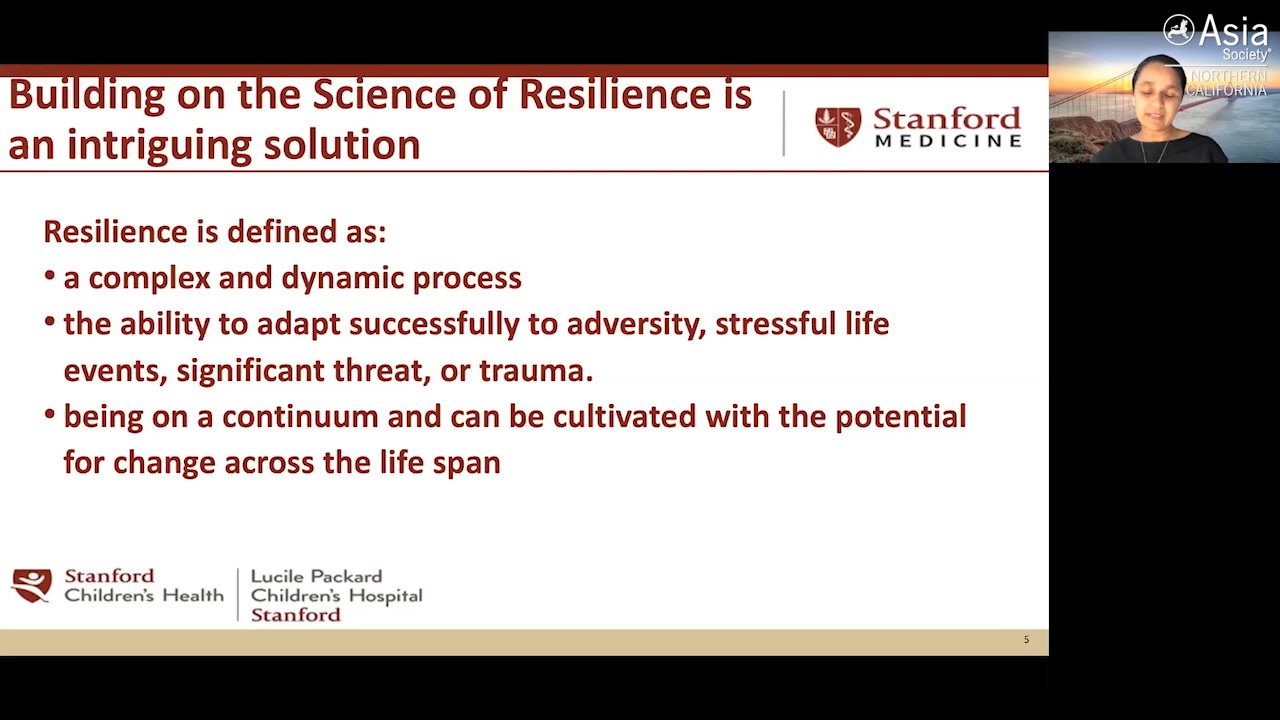 Building on the Science of Resilience is
an intriguing solution
Stanford
MEDICINE
Asia
Society
NORTHERN
CALIFORNIA
Resilience is defined as:
• a complex and dynamic process
• the ability to adapt successfully to adversity, stressful life
events, significant threat, or trauma.
• being on a continuum and can be cultivated with the potential
for change across the life span
Stanford
Children's Health
Lucile Packard
Children's Hospital
Stanford
5